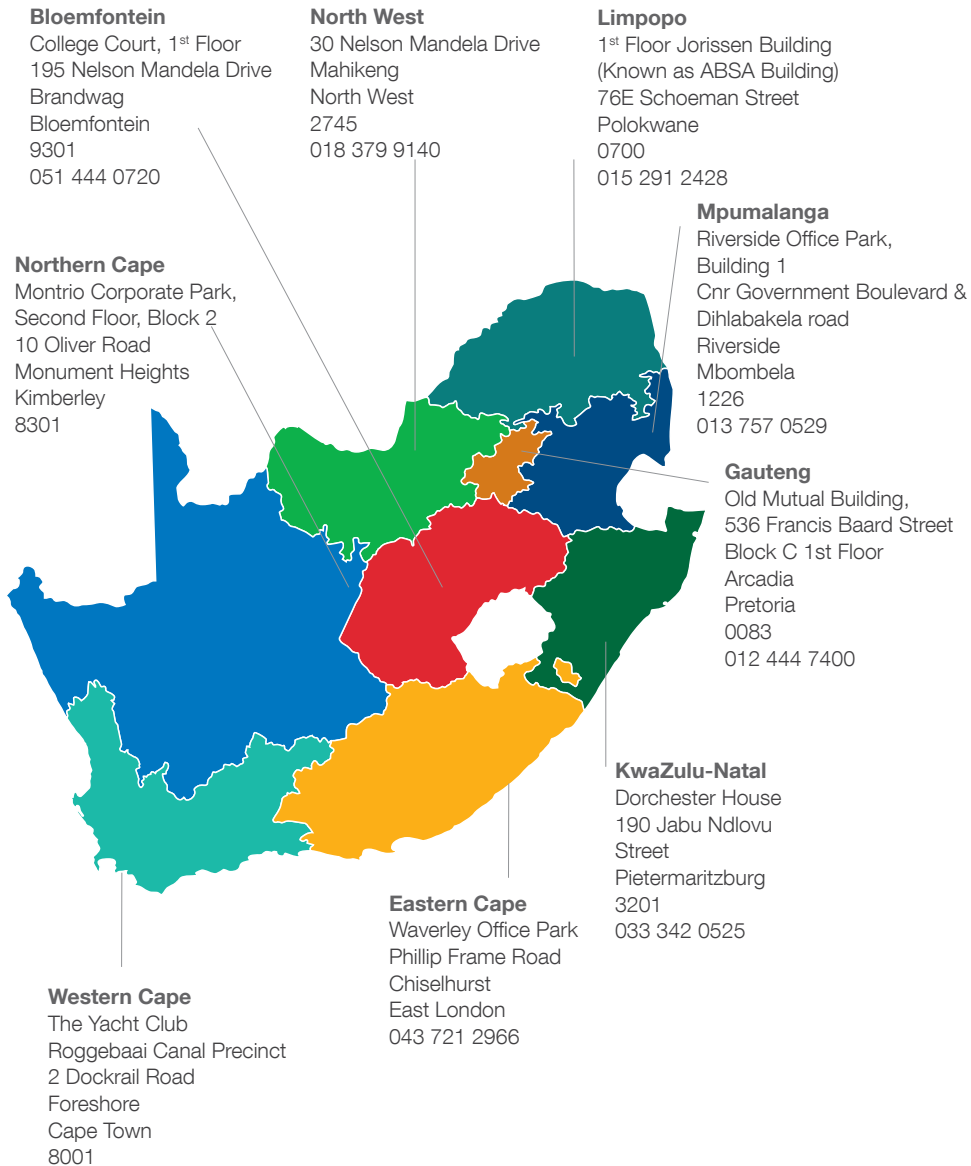 Bloemfontein
College Court, 1st Floor
195 Nelson Mandela Drive
Brandwag
Bloemfontein
9301
051 444 0720
North West
30 Nelson Mandela Drive
Mahikeng
North West
2745
018 379 9140
Limpopo
1st Floor Jorissen Building
(Known as ABSA Building)
76E Schoeman Street
Polokwane
0700
015 291 2428
Mpumalanga
Riverside Office Park,
Building 1
Cnr Government Boulevard &
Dihlabakela road
Riverside
Mbombela
1226
013 757 0529
Northern Cape
Montrio Corporate Park,
Second Floor, Block 2
10 Oliver Road
Monument Heights
Kimberley
8301
Gauteng
Old Mutual Building,
536 Francis Baard Street
Block C 1st Floor
Arcadia
Pretoria
0083
012 444 7400
KwaZulu-Natal
Dorchester House
190 Jabu Ndlovu
Street
Pietermaritzburg
3201
033 342 0525
Eastern Cape
Waverley Office Park
Phillip Frame Road
Chiselhurst
East London
043 721 2966
Western Cape
The Yacht Club
Roggebaai Canal Precinct
2 Dockrail Road
Foreshore
Cape Town
8001